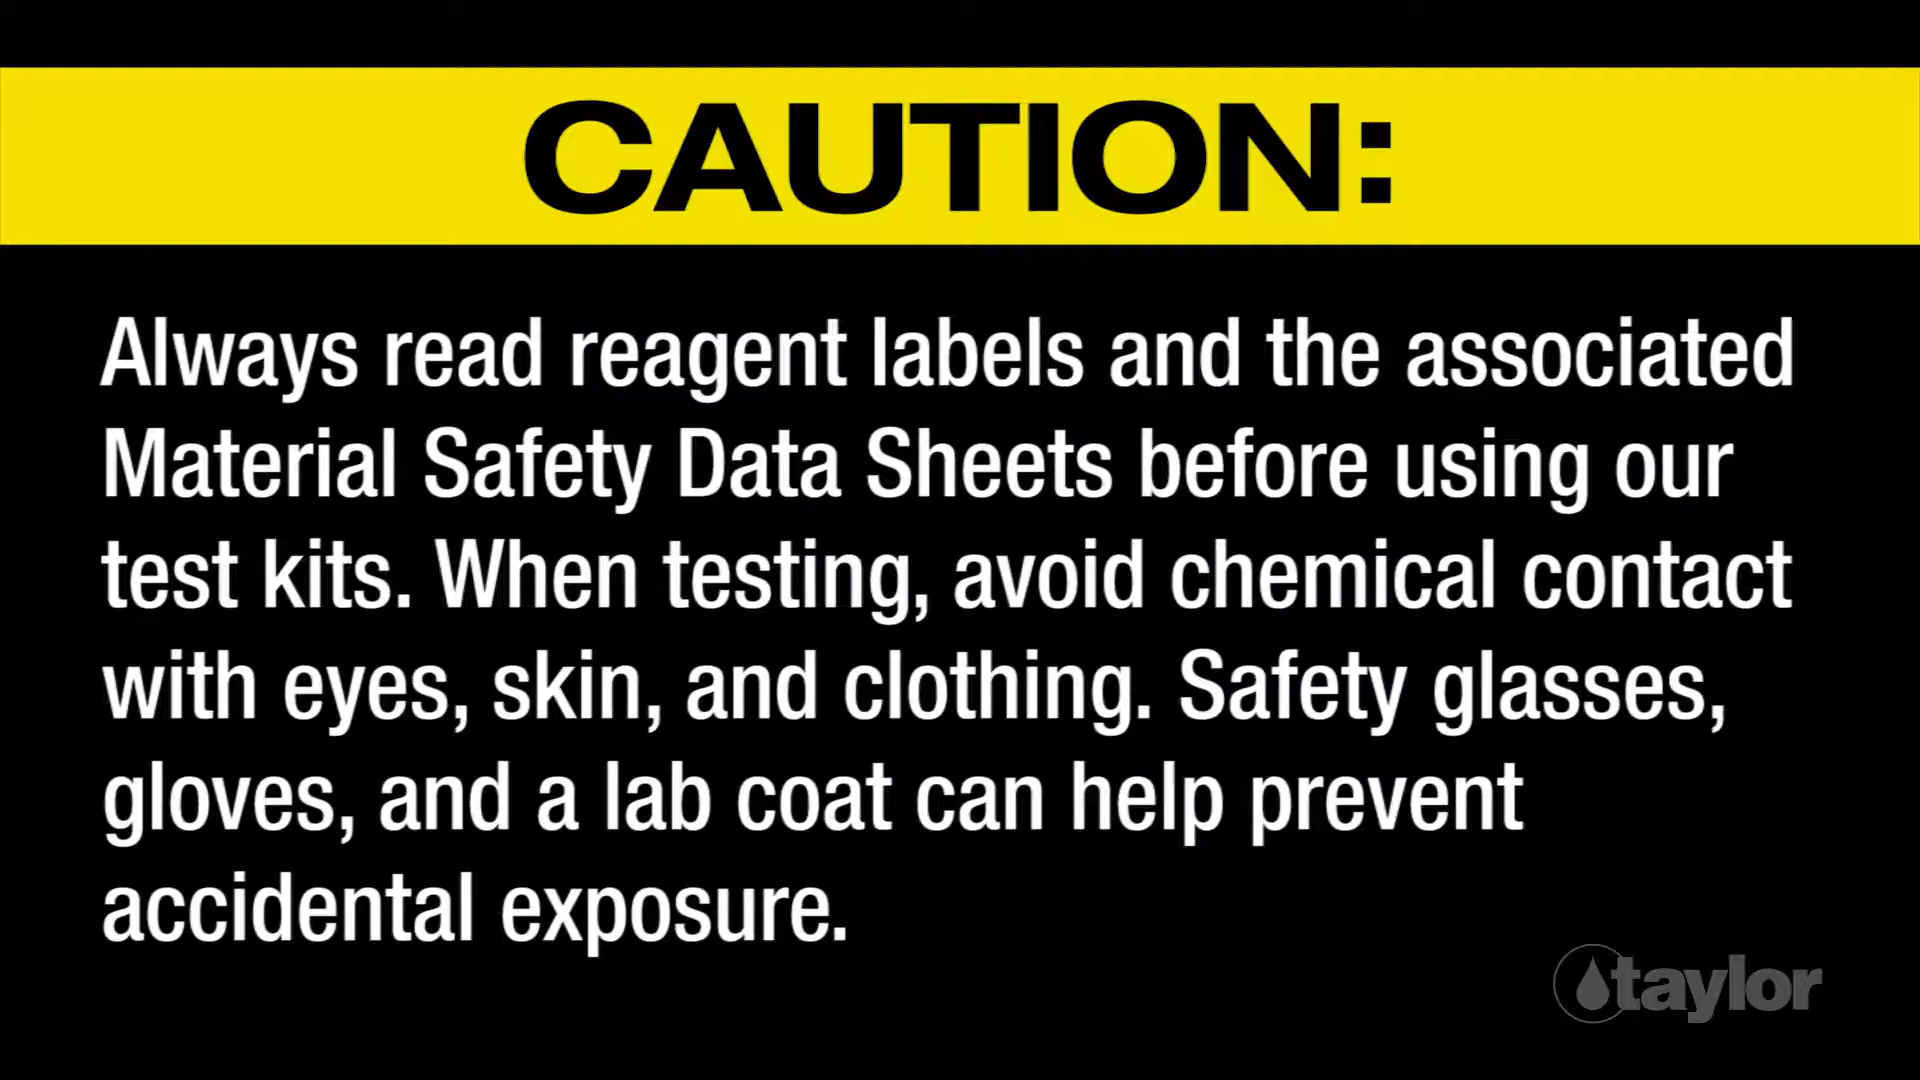 CAUTION:
Always read reagent labels and the associated
Material Safety Data Sheets before using our
test kits. When testing, avoid chemical contact
with eyes, skin, and clothing. Safety glasses,
gloves, and a lab coat can help prevent
accidental exposure.
taylor